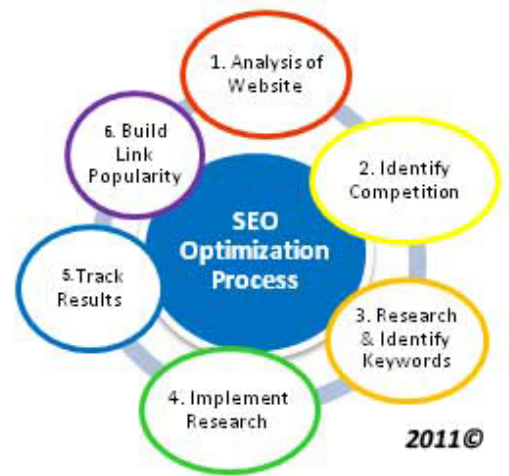 1. Analysis of
Website
2. Identify
Competition
3. Research
& Identify
Keywords
4. Implement
Research
5.Track
Results
6. Build
Link
Popularity
SEO
Optimization
Process
2011©